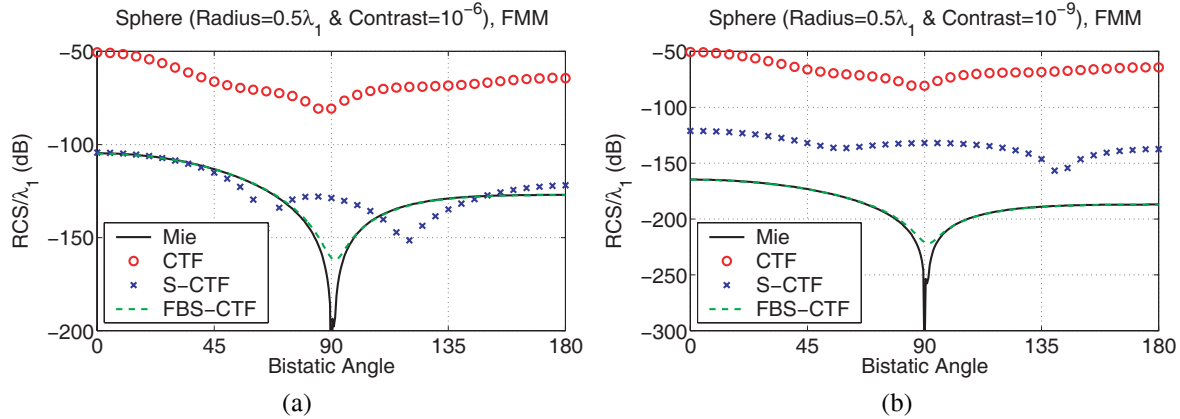 Sphere (Radius=0.5λ₁ & Contrast=10⁻⁶), FMM
−50
−100
−150
−200
RCS/λ₁ (dB)
Mie
CTF
S−CTF
FBS−CTF
0
45
90
135
180
Bistatic Angle
(a)
Sphere (Radius=0.5λ₁ & Contrast=10⁻⁹), FMM
−50
−100
−150
−200
−250
−300
RCS/λ₁ (dB)
Mie
CTF
S−CTF
FBS−CTF
0
45
90
135
180
Bistatic Angle
(b)